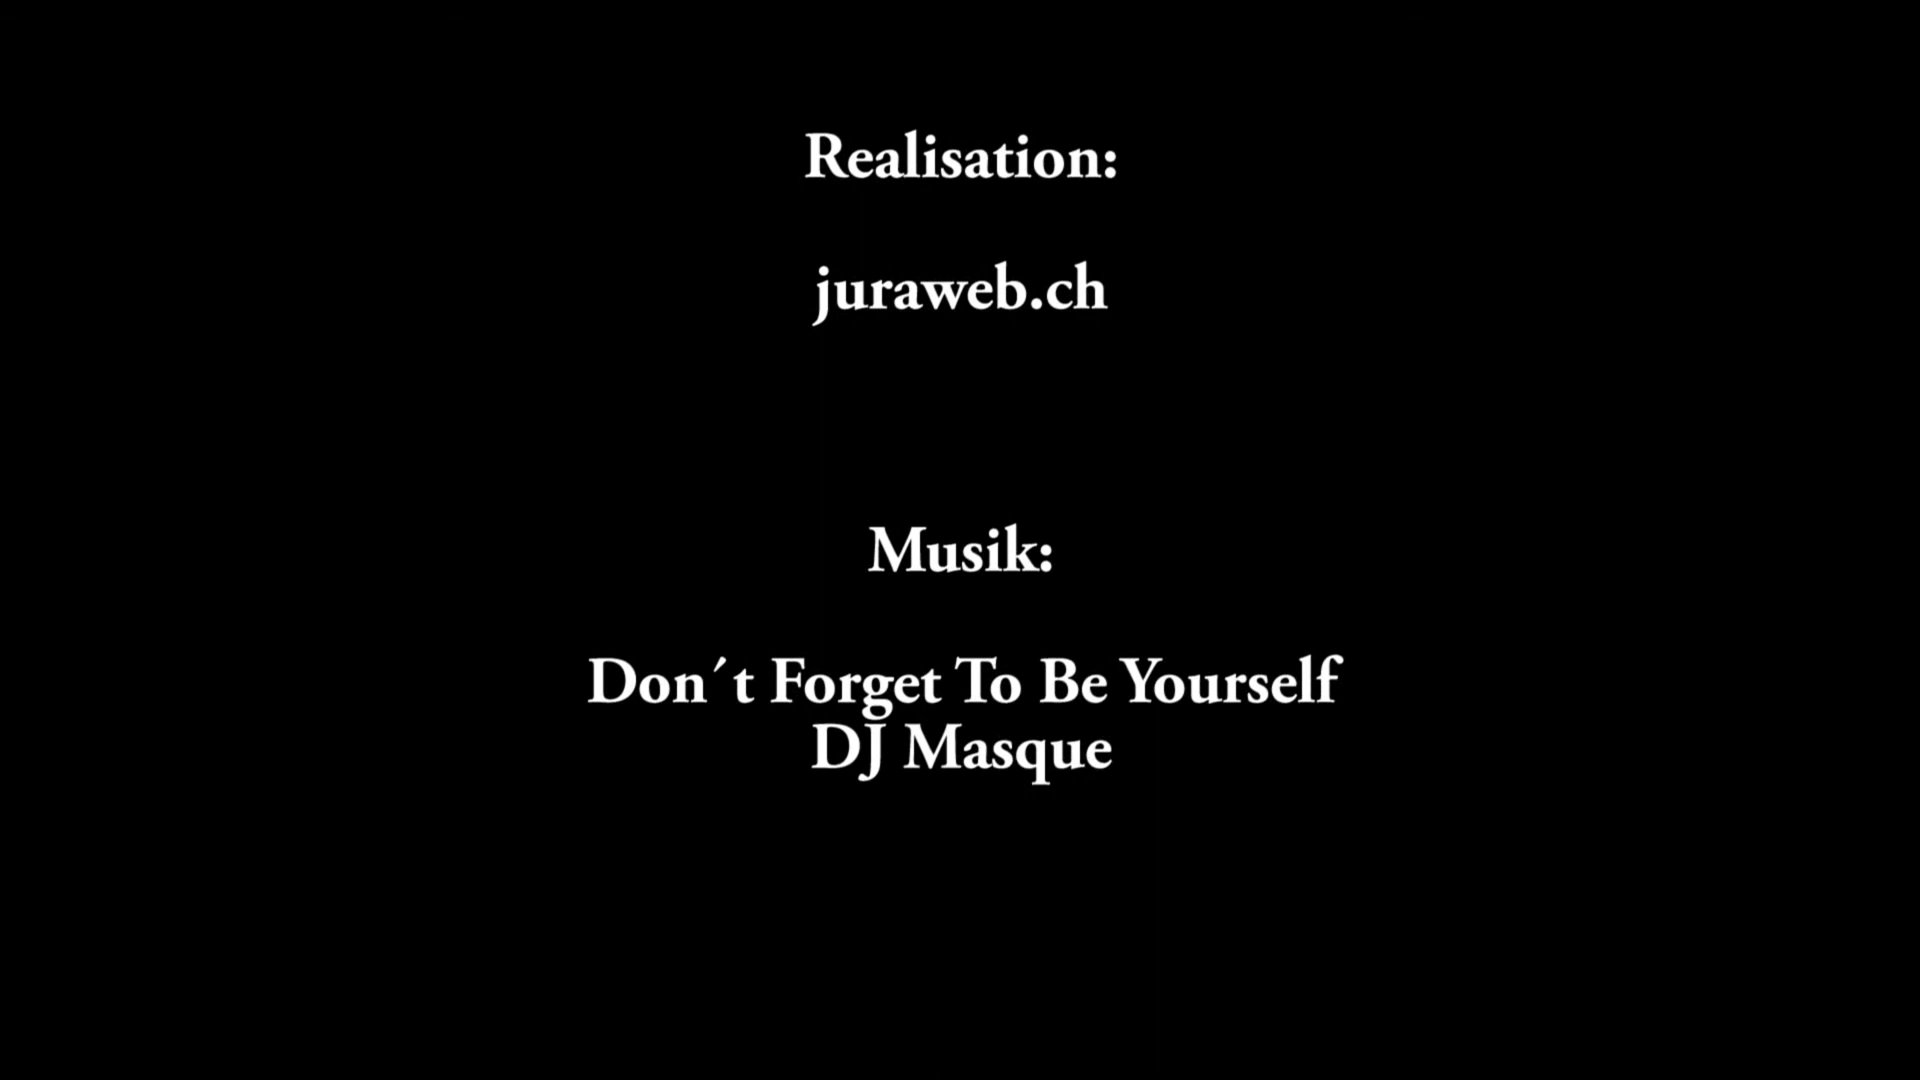 Realisation:
juraweb.ch
Musik:
Don´t Forget To Be Yourself
DJ Masque